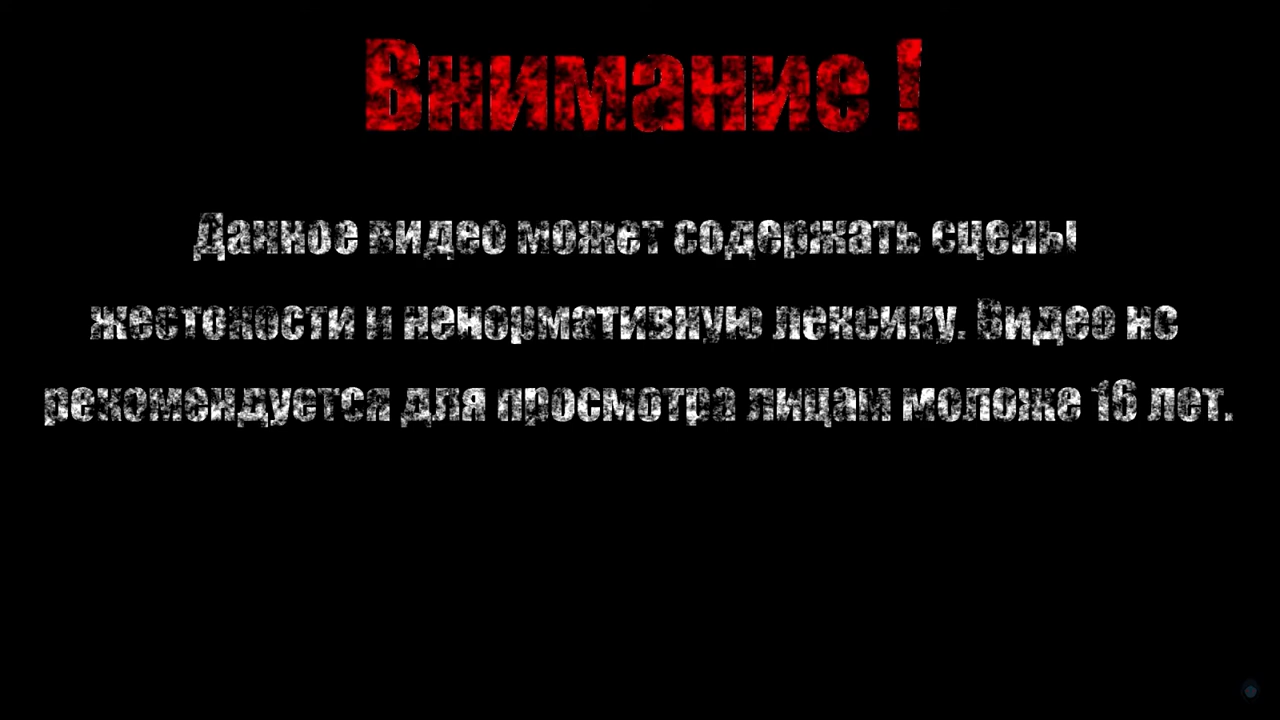 Внимание !
Данное видео может содержать сцены
жестокости и ненормативную лексику. Видео не
рекомендуется для просмотра лицам моложе 16 лет.